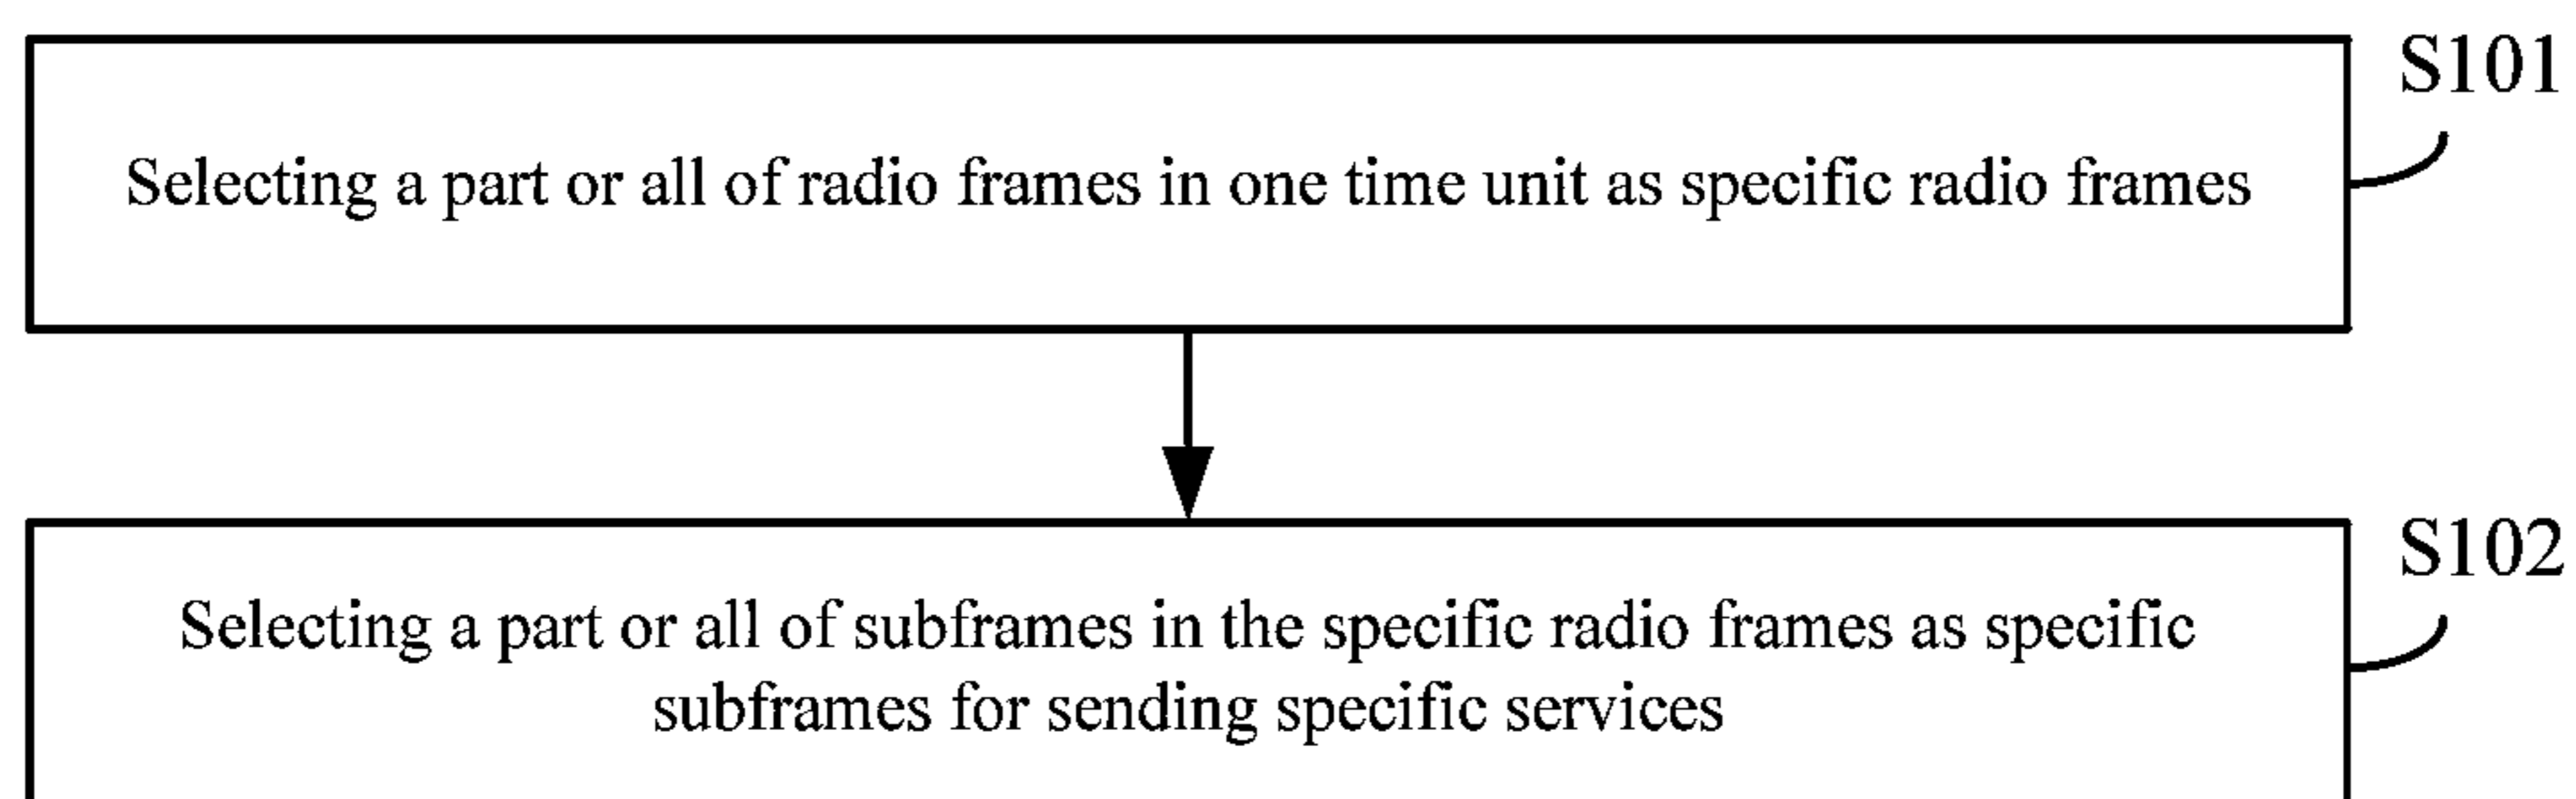 S101
Selecting a part or all of radio frames in one time unit as specific radio frames
S102
Selecting a part or all of subframes in the specific radio frames as specific
subframes for sending specific services